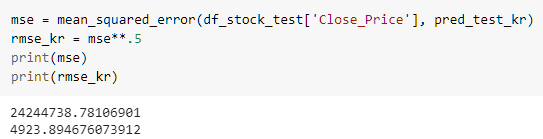 mse = mean_squared_error(df_stock_test['Close_Price'], pred_test_kr)
rmse_kr = mse**.5
print(mse)
print(rmse_kr)
24244738.78106901
4923.894676073912